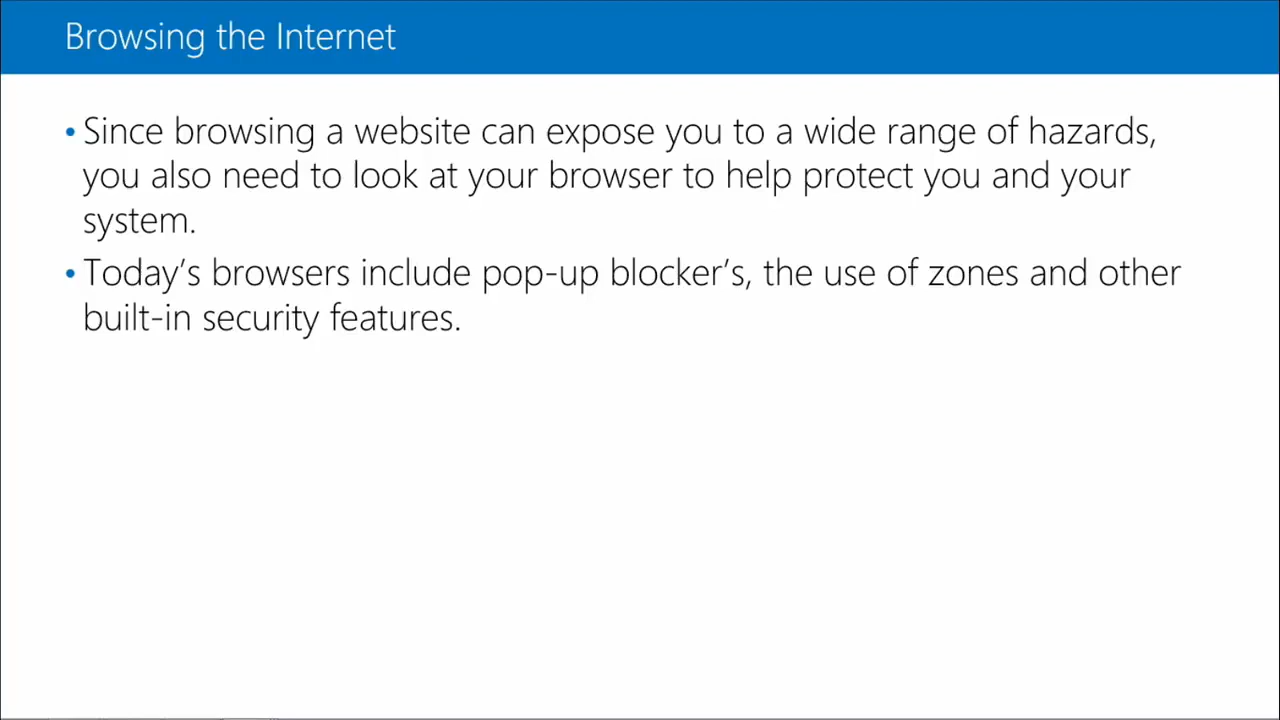 Browsing the Internet
• Since browsing a website can expose you to a wide range of hazards,
you also need to look at your browser to help protect you and your
system.
• Today’s browsers include pop-up blocker’s, the use of zones and other
built-in security features.